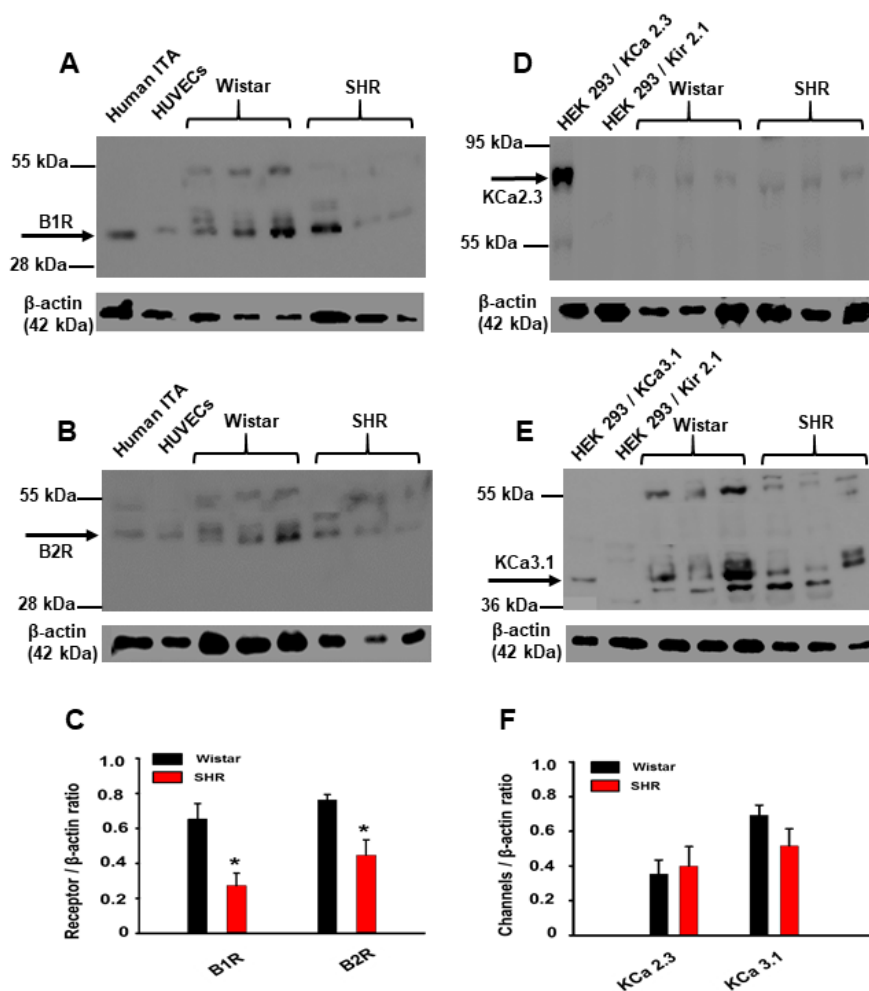 A
Human ITA
HUVECs
Wistar
SHR
55 kDa
B1R
28 kDa
β-actin
(42 kDa)
B
Human ITA
HUVECs
Wistar
SHR
55 kDa
B2R
28 kDa
β-actin
(42 kDa)
C
Wistar
SHR
Receptor / β-actin ratio
1.0
0.8
0.6
0.4
0.2
0
*
*
B1R
B2R
D
HEK 293 / KCa 2.3
HEK 293 / Kir 2.1
Wistar
SHR
95 kDa
KCa2.3
55 kDa
β-actin
(42 kDa)
E
HEK 293 / KCa3.1
HEK 293 / Kir 2.1
Wistar
SHR
55 kDa
KCa3.1
36 kDa
β-actin
(42 kDa)
F
Wistar
SHR
Channels / β-actin ratio
1.0
0.8
0.6
0.4
0.2
0
KCa 2.3
KCa 3.1